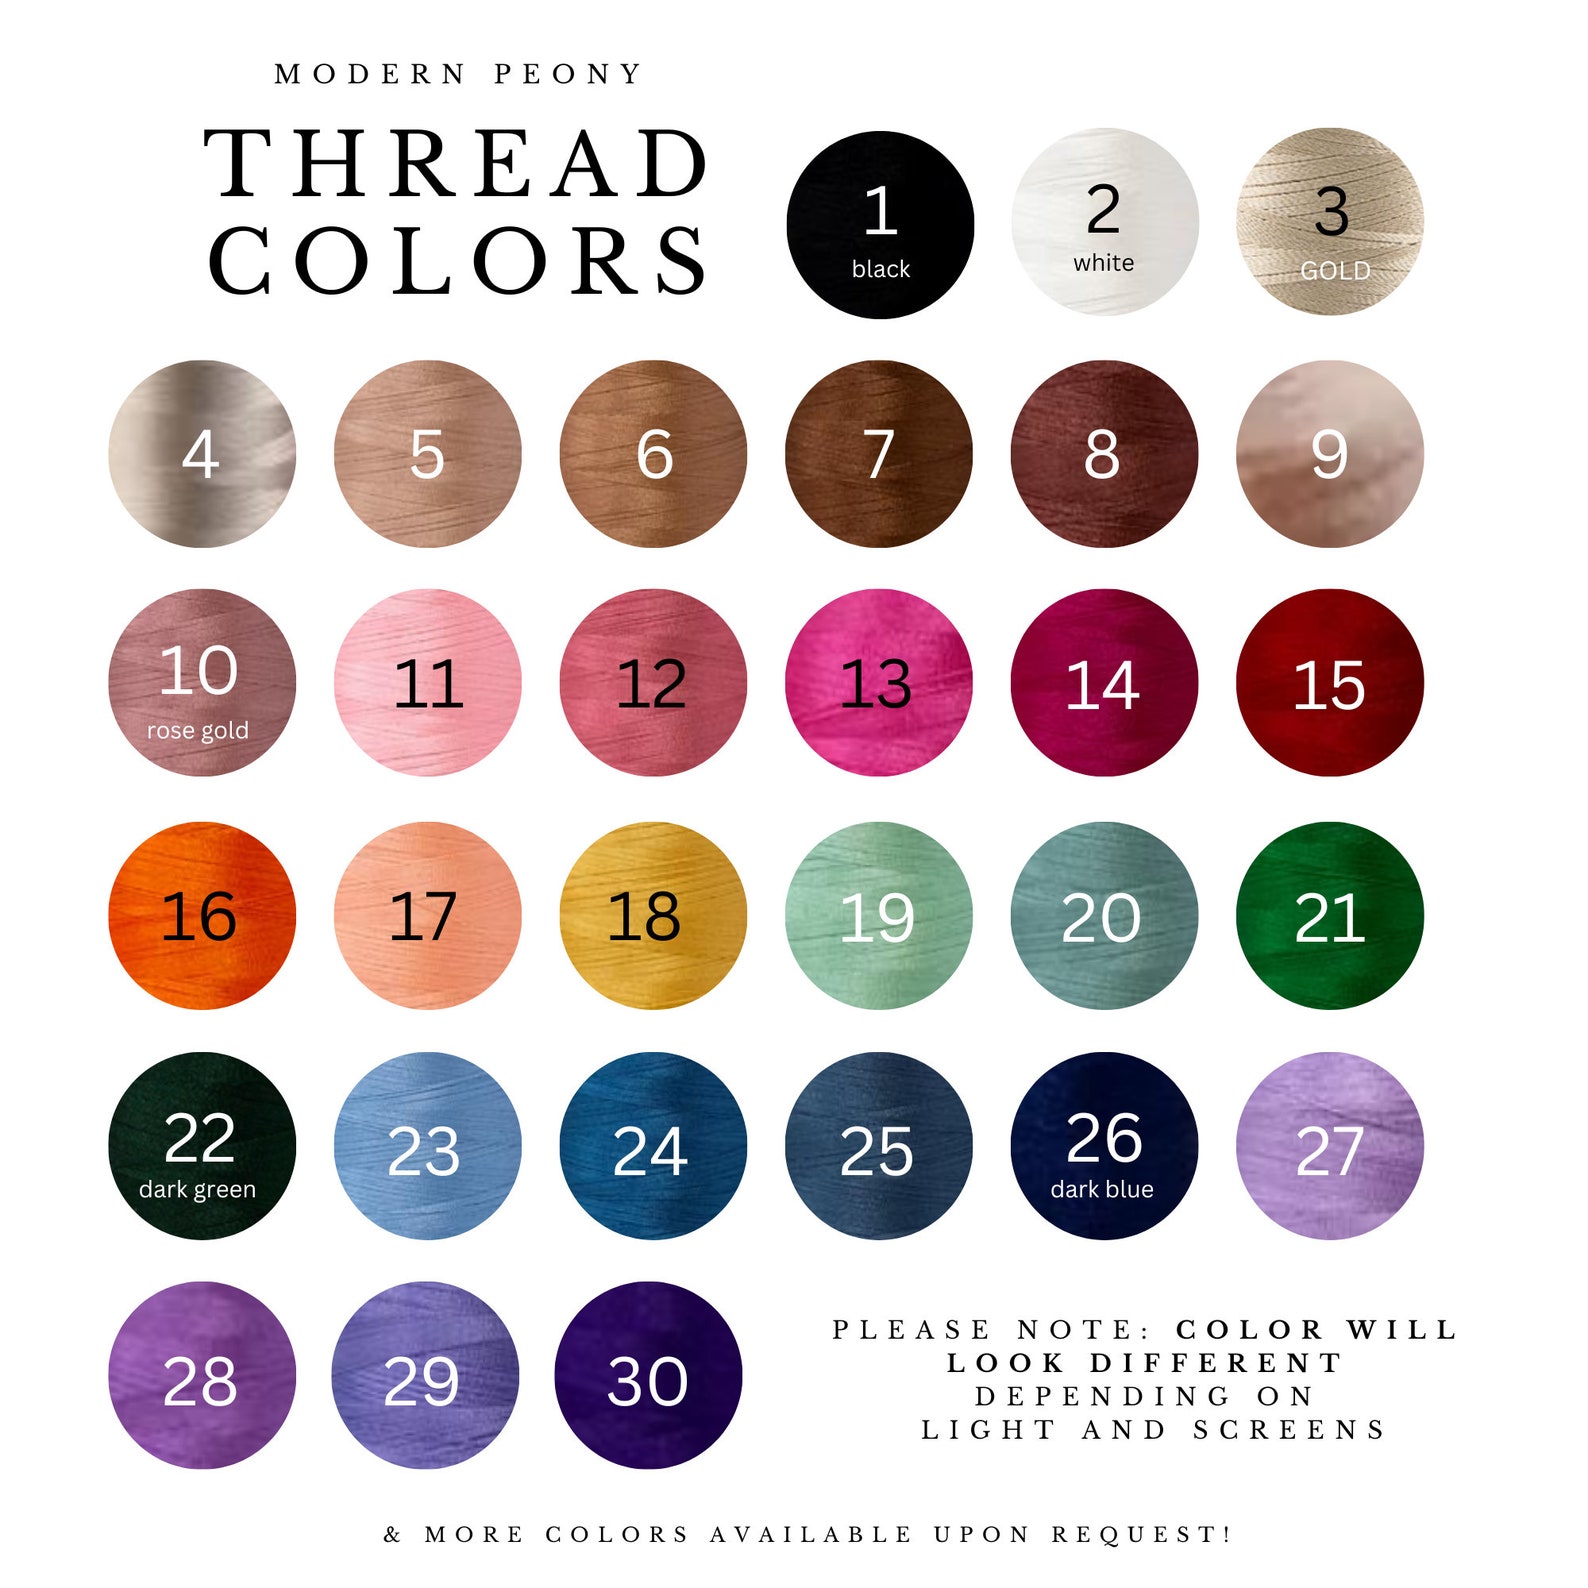 MODERN PEONY
THREAD
COLORS
1
black
2
white
3
GOLD
4
5
6
7
8
9
10
rose gold
11
12
13
14
15
16
17
18
19
20
21
22
dark green
23
24
25
26
dark blue
27
28
29
30
PLEASE NOTE: COLOR WILL
LOOK DIFFERENT
DEPENDING ON
LIGHT AND SCREENS
& MORE COLORS AVAILABLE UPON REQUEST!